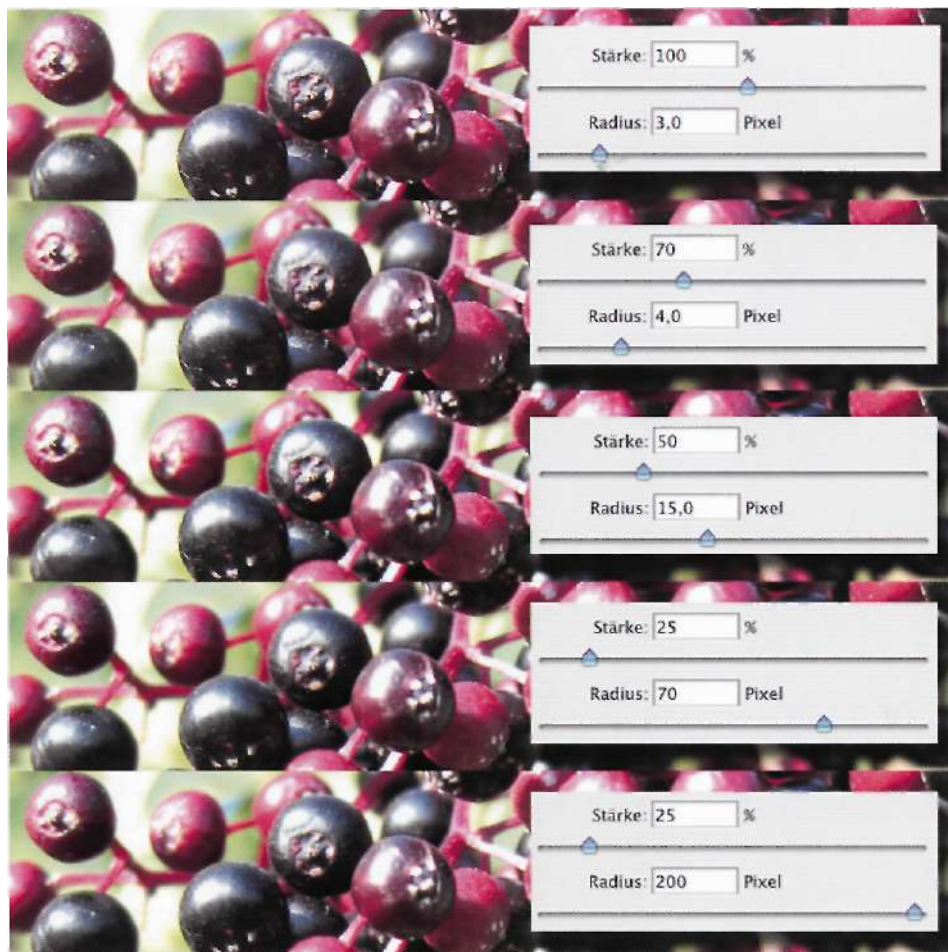 Stärke: 100 %
Radius: 3,0 Pixel
Stärke: 70 %
Radius: 4,0 Pixel
Stärke: 50 %
Radius: 15,0 Pixel
Stärke: 25 %
Radius: 70 Pixel
Stärke: 25 %
Radius: 200 Pixel